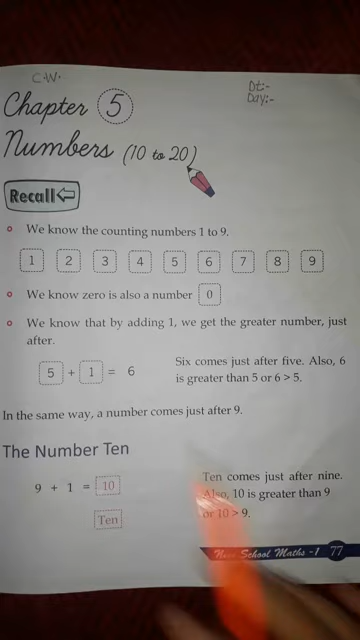 C.W.
Dt:-
Day:-
Chapter 5
Numbers (10 to 20)
Recall
We know the counting numbers 1 to 9.
1 2 3 4 5 6 7 8 9
We know zero is also a number 0
We know that by adding 1, we get the greater number, just
after.
5 + 1 = 6
Six comes just after five. Also, 6
is greater than 5 or 6 > 5.
In the same way, a number comes just after 9.
The Number Ten
9 + 1 = 10
Ten
Ten comes just after nine.
Also, 10 is greater than 9
or 10 > 9.
School Maths -1 77